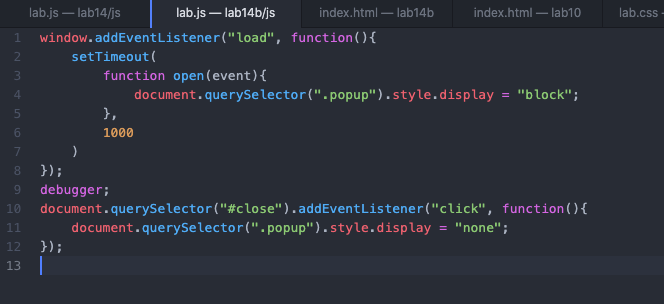 lab.js — lab14/js lab.js — lab14b/js index.html — lab14b index.html — lab10 lab.css
1 window.addEventListener("load", function(){
2     setTimeout(
3         function open(event){
4             document.querySelector(".popup").style.display = "block";
5         },
6         1000
7     )
8 });
9 debugger;
10 document.querySelector("#close").addEventListener("click", function(){
11     document.querySelector(".popup").style.display = "none";
12 });
13